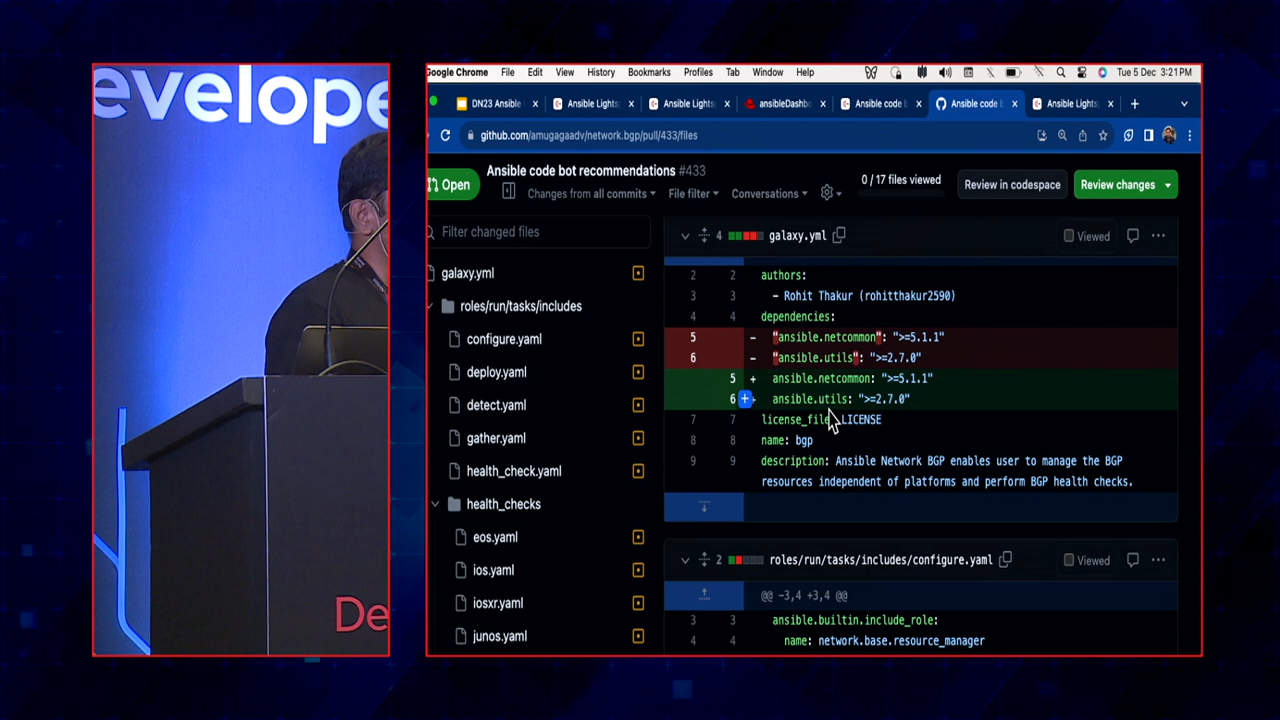 evelope
De
Google Chrome File Edit View History Bookmarks Profiles Tab Window Help Tue 5 Dec 3:21 PM
DN23 Ansible Ansible Lights Ansible Lights ansibleDashbo Ansible code b Ansible code b Ansible Lights
github.com/amugagaadv/network.bgp/pull/433/files
Open
Ansible code bot recommendations #433
Changes from all commits File filter Conversations
0 / 17 files viewed
Review in codespace
Review changes
Filter changed files
galaxy.yml
roles/run/tasks/includes
configure.yaml
deploy.yaml
detect.yaml
gather.yaml
health_check.yaml
health_checks
eos.yaml
ios.yaml
iosxr.yaml
junos.yaml
4 galaxy.yml Viewed
2 2 authors:
3 3 - Rohit Thakur (rohitthakur2590)
4 4 dependencies:
5 - "ansible.netcommon": ">=5.1.1"
6 - "ansible.utils": ">=2.7.0"
5 + ansible.netcommon: ">=5.1.1"
6 + ansible.utils: ">=2.7.0"
7 7 license_file LICENSE
8 8 name: bgp
9 9 description: Ansible Network BGP enables user to manage the BGP
resources independent of platforms and perform BGP health checks.
2 roles/run/tasks/includes/configure.yaml Viewed
@@ -3,4 +3,4 @@
3 3 ansible.builtin.include_role:
4 4 name: network.base.resource_manager